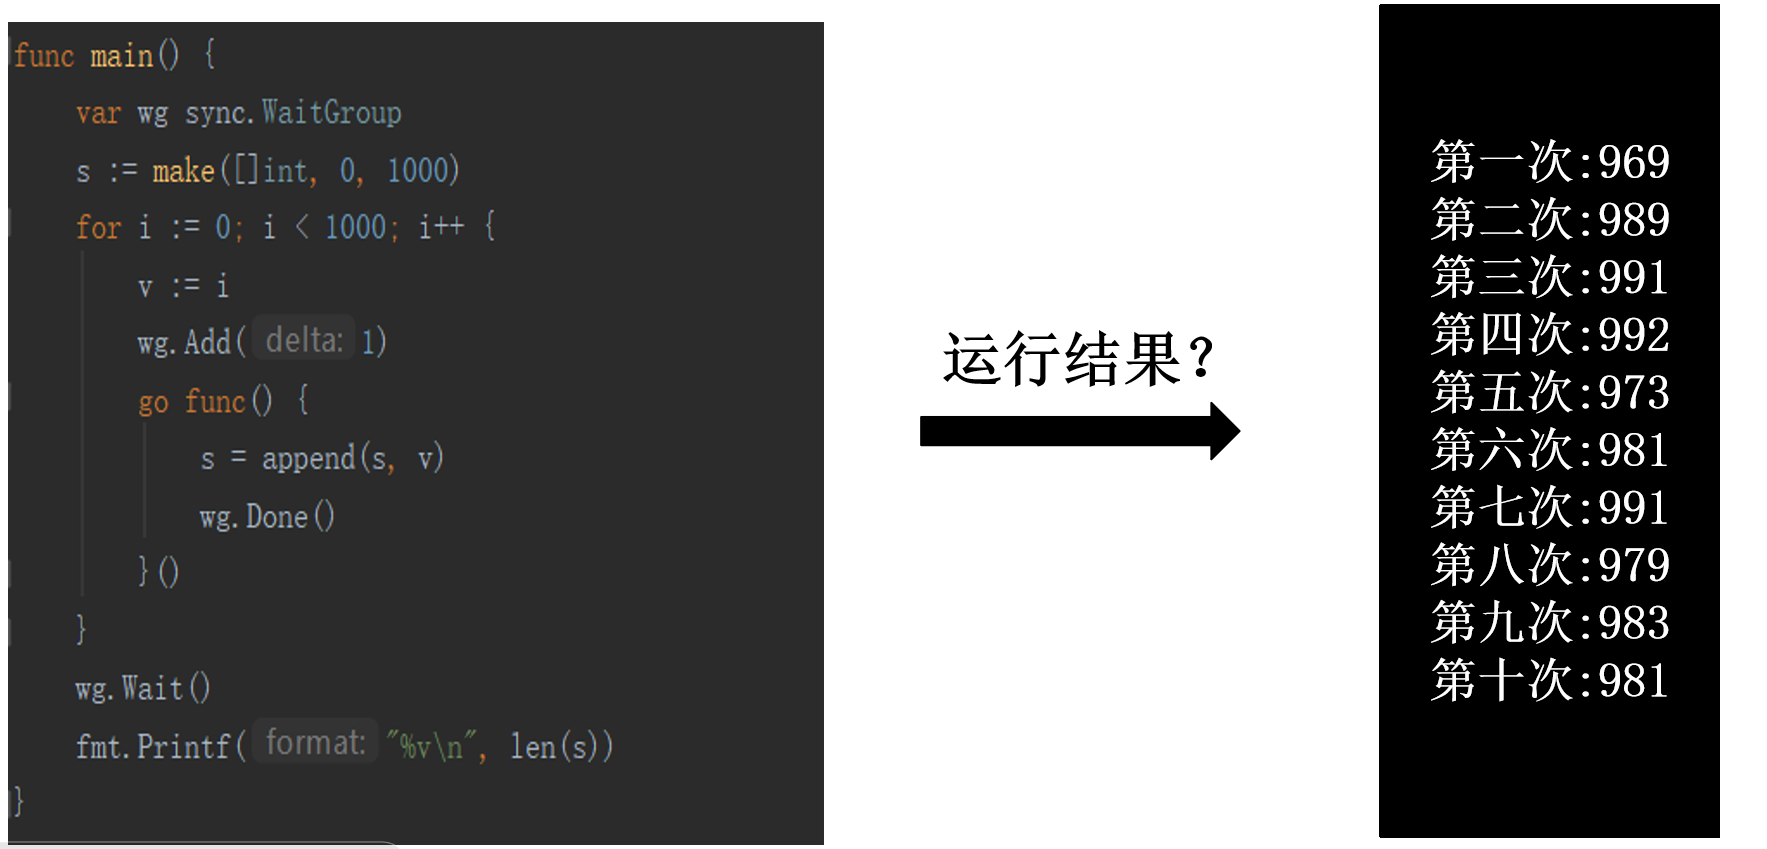 func main() {
var wg sync.WaitGroup
s := make([]int, 0, 1000)
for i := 0; i < 1000; i++ {
v := i
wg.Add( delta: 1)
go func() {
s = append(s, v)
wg.Done()
}()
}
wg.Wait()
fmt.Printf( format: "%v\n", len(s))
}
运行结果？
第一次:969
第二次:989
第三次:991
第四次:992
第五次:973
第六次:981
第七次:991
第八次:979
第九次:983
第十次:981